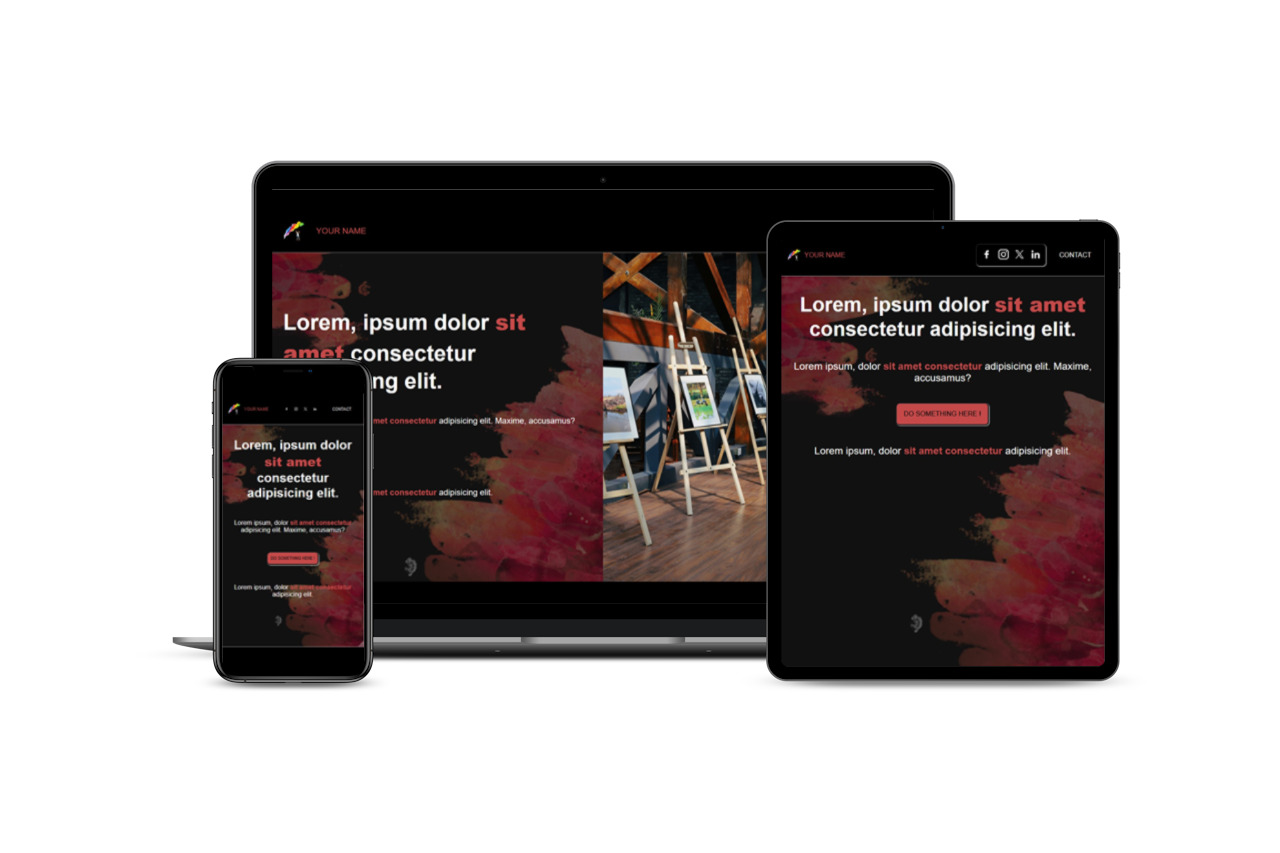 YOUR NAME
Lorem, ipsum dolor sit
amet consectetur
ng elit.
amet consectetur adipisicing elit. Maxime, accusamus?
amet consectetur adipisicing elit.
YOUR NAME
CONTACT
Lorem, ipsum dolor
sit amet
consectetur
adipisicing elit.
Lorem ipsum, dolor sit amet consectetur
adipisicing elit. Maxime, accusamus?
DO SOMETHING HERE !
Lorem ipsum, dolor sit amet consectetur
adipisicing elit.
YOUR NAME
CONTACT
Lorem, ipsum dolor sit amet
consectetur adipisicing elit.
Lorem ipsum, dolor sit amet consectetur adipisicing elit. Maxime,
accusamus?
DO SOMETHING HERE !
Lorem ipsum, dolor sit amet consectetur adipisicing elit.